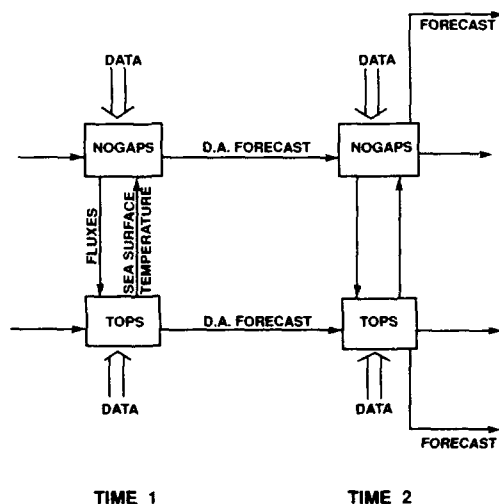 FORECAST
DATA
DATA
NOGAPS
D.A. FORECAST
NOGAPS
FLUXES
SEA SURFACE
TEMPERATURE
TOPS
D.A. FORECAST
TOPS
DATA
DATA
FORECAST
TIME 1
TIME 2